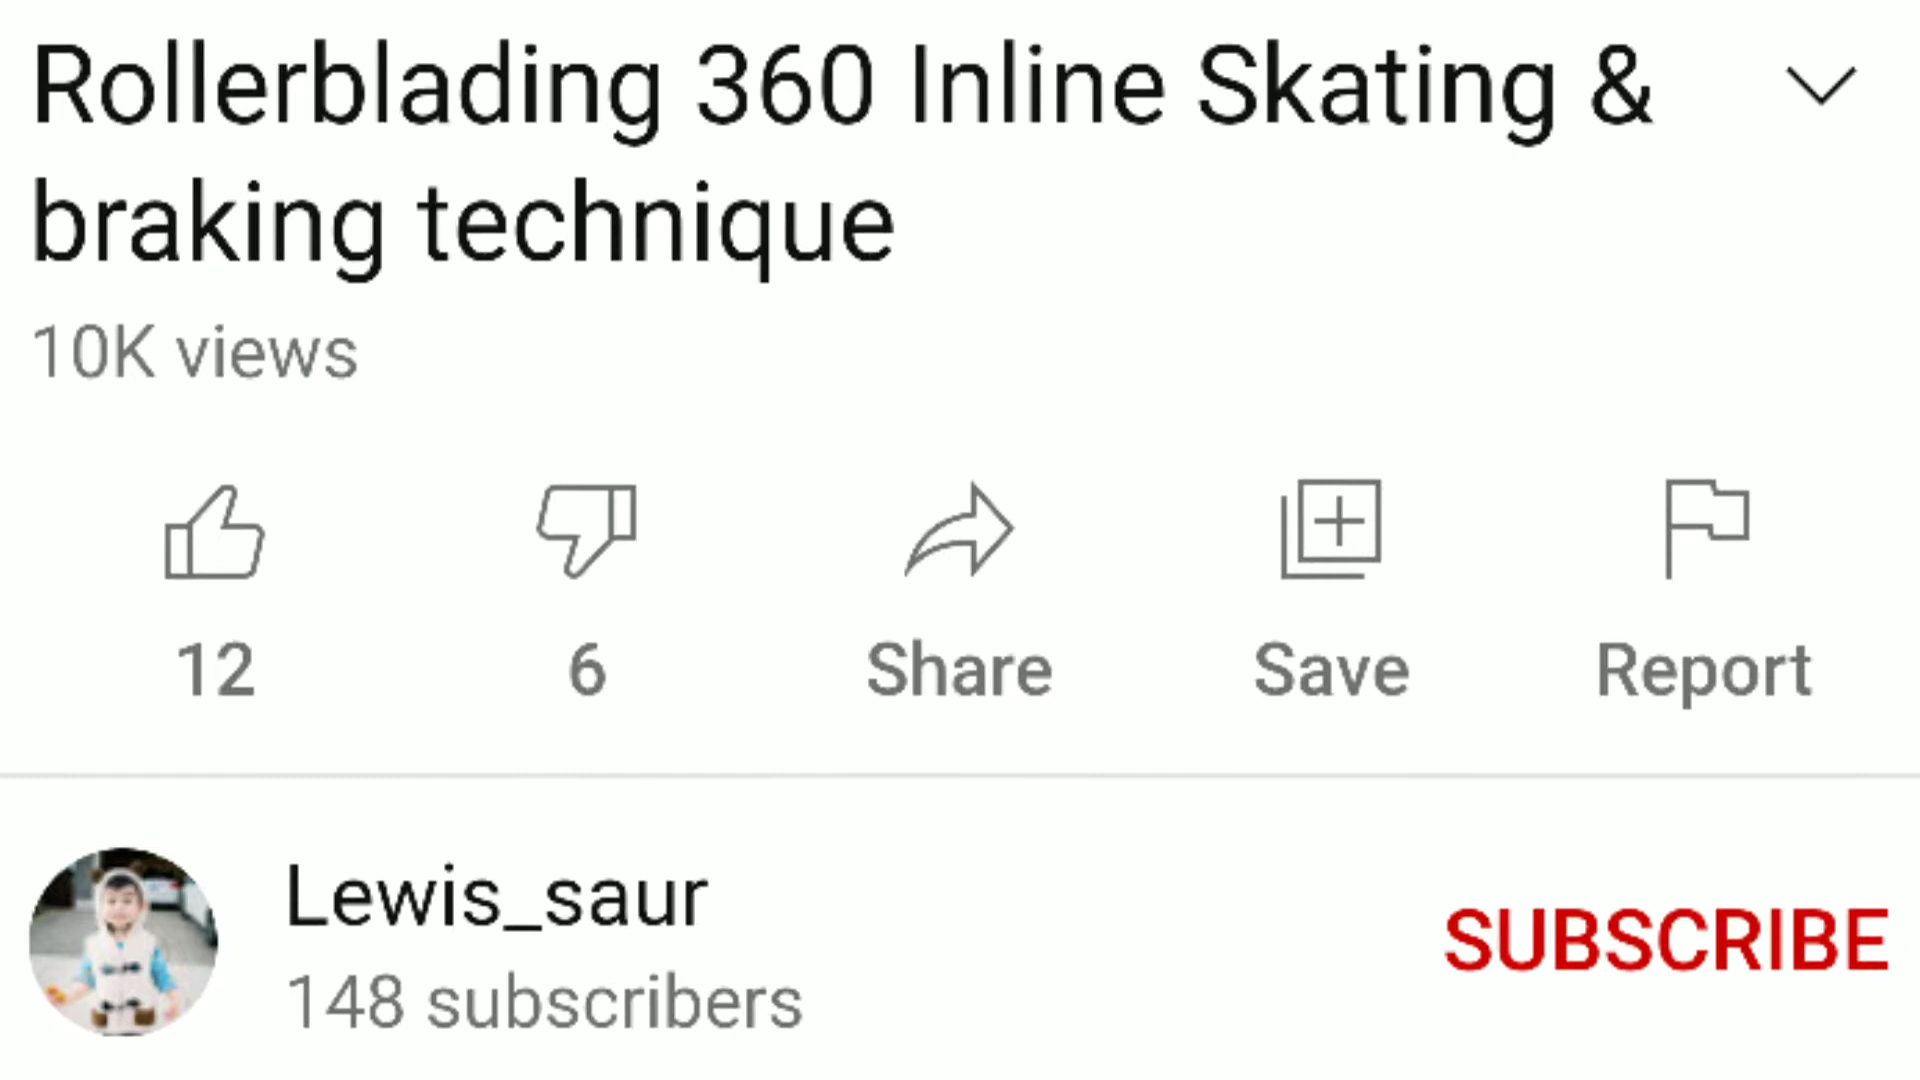 Rollerblading 360 Inline Skating &
braking technique
10K views
12 6 Share Save Report
Lewis_saur
148 subscribers
SUBSCRIBE